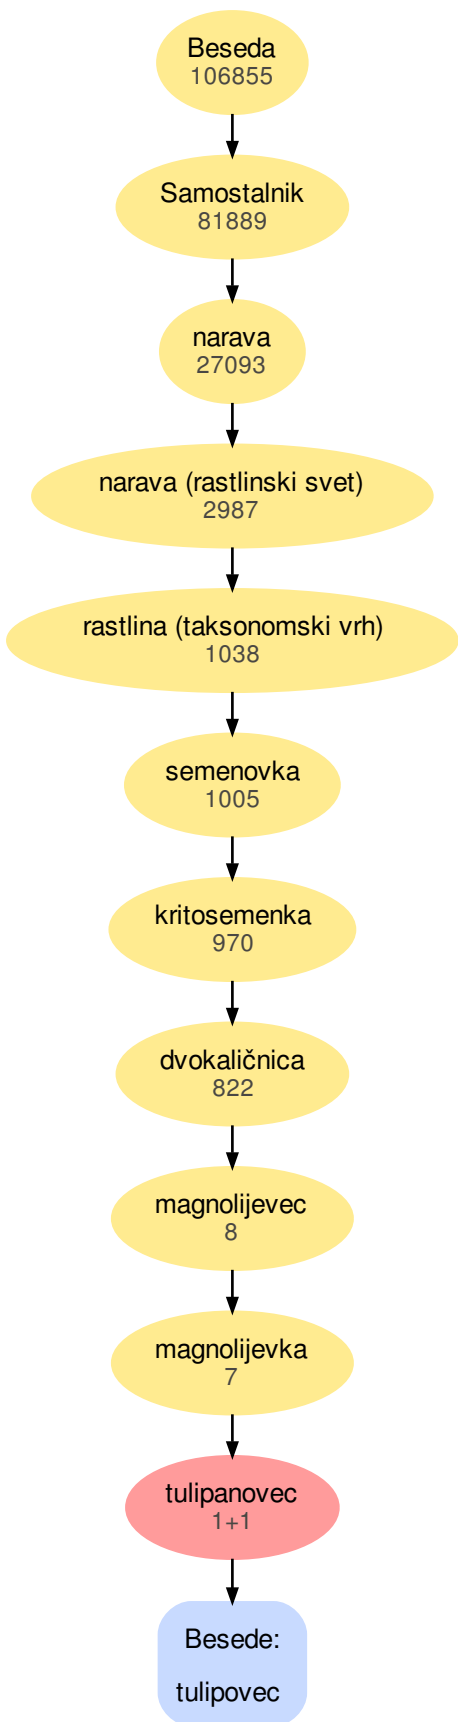 Beseda
106855
Samostalnik
81889
narava
27093
narava (rastlinski svet)
2987
rastlina (taksonomski vrh)
1038
semenovka
1005
kritosemenka
970
dvokaličnica
822
magnolijevec
8
magnolijevka
7
tulipanovec
1+1
Besede:
tulipovec